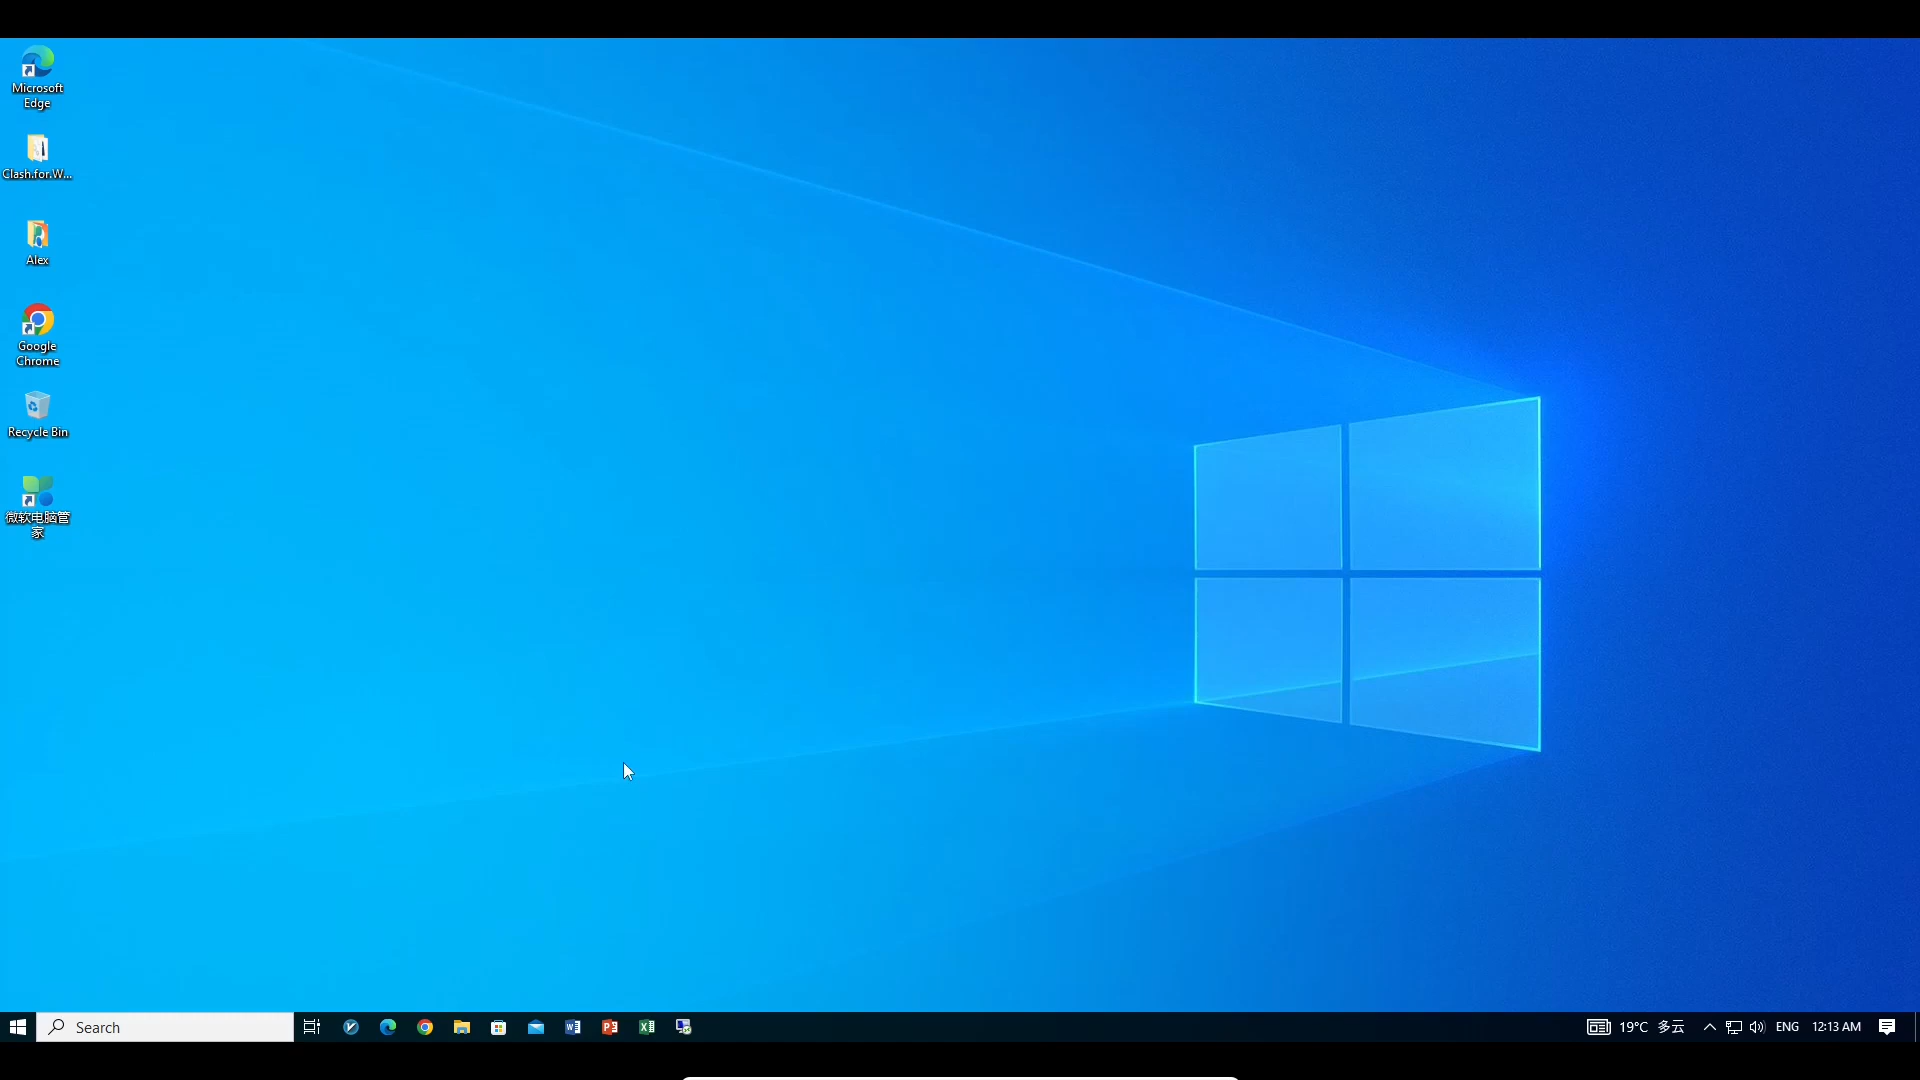 Microsoft
Edge
Clash.for.W...
Alex
Google
Chrome
Recycle Bin
微软电脑管
家
Search
19°C 多云
ENG
12:13 AM